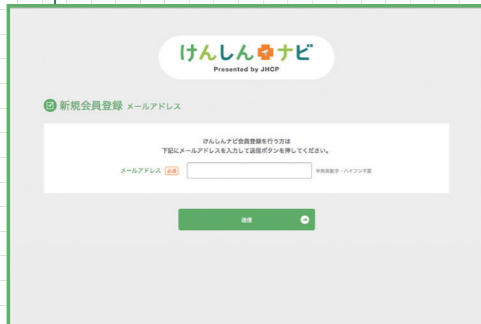 けんしんナビ
Presented by JHCP
新規会員登録 メールアドレス
けんしんナビ会員登録を行う方は
下記にメールアドレスを入力して送信ボタンを押してください。
メールアドレス 必須 半角英数字・ハイフン不要
送信